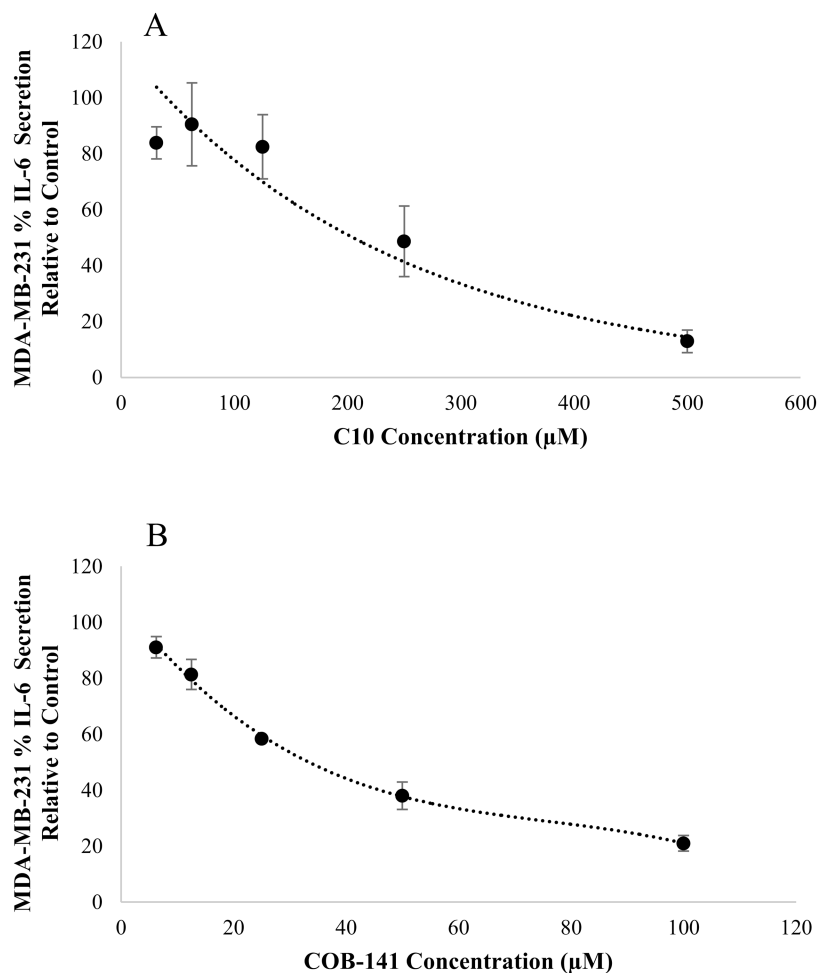 A
MDA-MB-231 % IL-6 Secretion
Relative to Control
120
100
80
60
40
20
0
0 100 200 300 400 500 600
C10 Concentration (µM)
B
MDA-MB-231 % IL-6 Secretion
Relative to Control
120
100
80
60
40
20
0
0 20 40 60 80 100 120
COB-141 Concentration (µM)